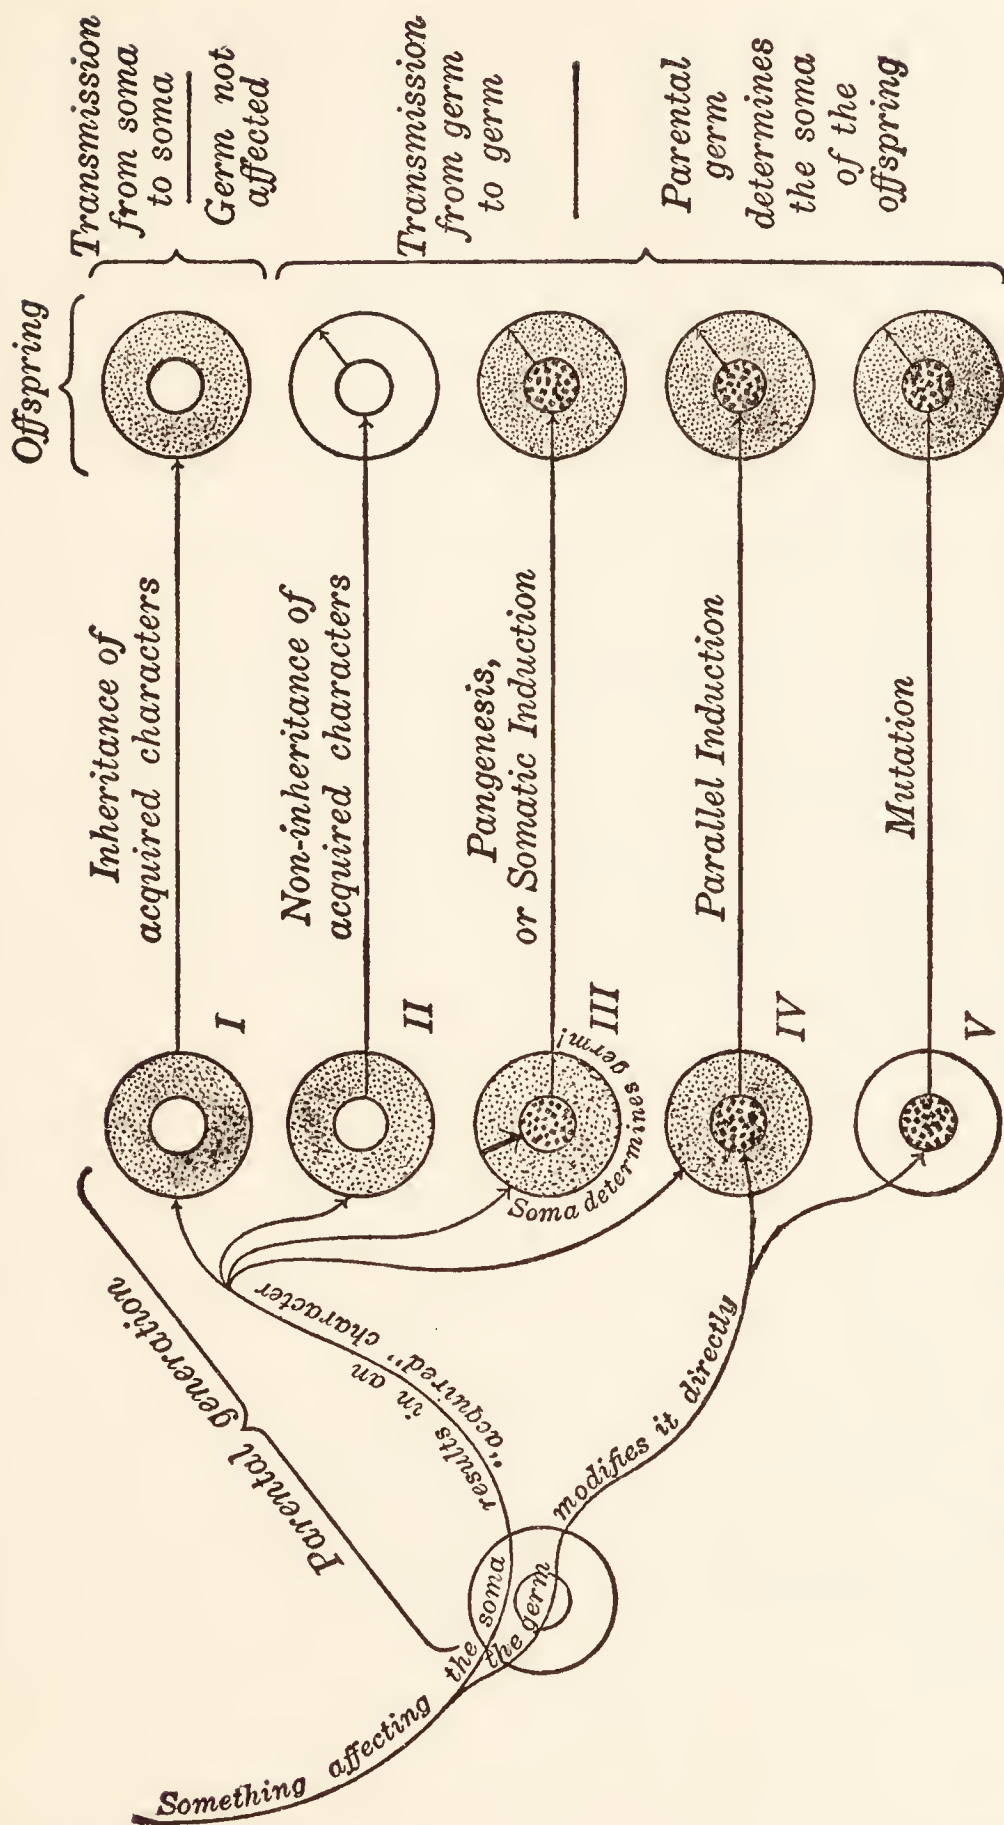 Something affecting
the soma
the germ
Parental generation
results in an
"acquired" character
modifies it directly
I
II
III
IV
V
Soma determines germ!
Inheritance of
acquired characters
Non-inheritance of
acquired characters
Pangenesis,
or Somatic Induction
Parallel Induction
Mutation
Offspring
Transmission
from soma
to soma
Germ not
affected
Transmission
from germ
to germ
Parental
germ
determines
the soma
of the
offspring